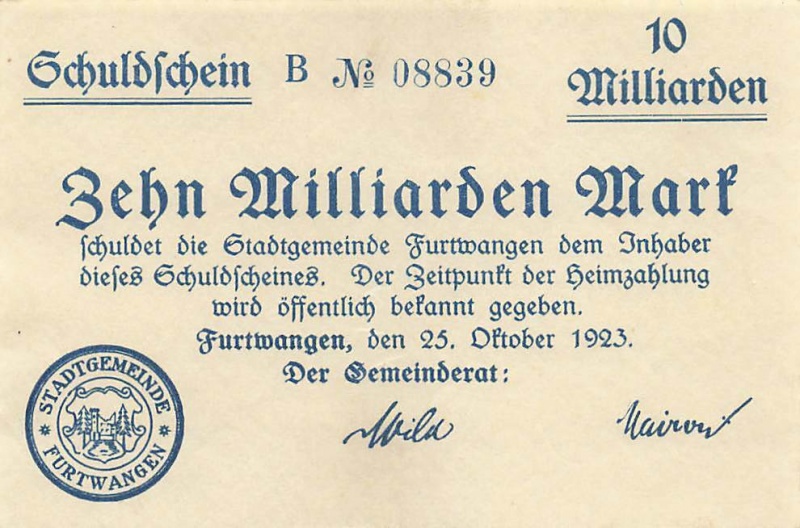 Schuldſchein B № 08839
10
Milliarden
Zehn Milliarden Mark
ſchuldet die Stadtgemeinde Furtwangen dem Inhaber
dieſes Schuldſcheines. Der Zeitpunkt der Heimzahlung
wird öffentlich bekannt gegeben.
Furtwangen, den 25. Oktober 1923.
Der Gemeinderat:
Wild
STADTGEMEINDE
FURTWANGEN